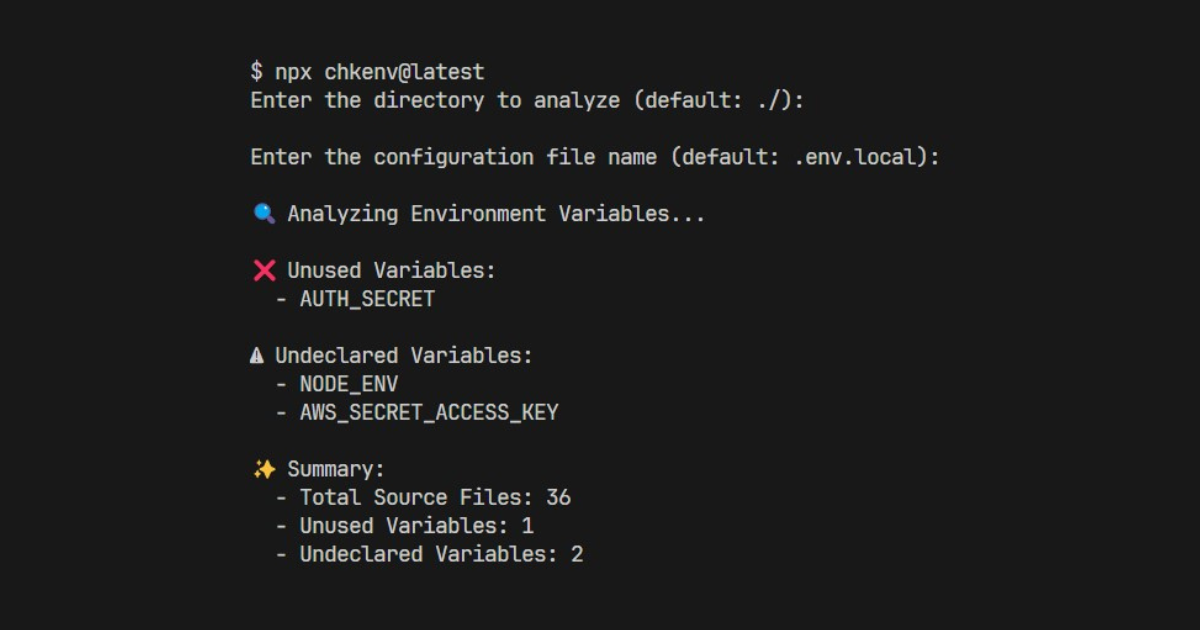 $ npx chkenv@latest
Enter the directory to analyze (default: ./):
Enter the configuration file name (default: .env.local):
🔍 Analyzing Environment Variables...
❌ Unused Variables:
- AUTH_SECRET
⚠ Undeclared Variables:
- NODE_ENV
- AWS_SECRET_ACCESS_KEY
✨ Summary:
- Total Source Files: 36
- Unused Variables: 1
- Undeclared Variables: 2